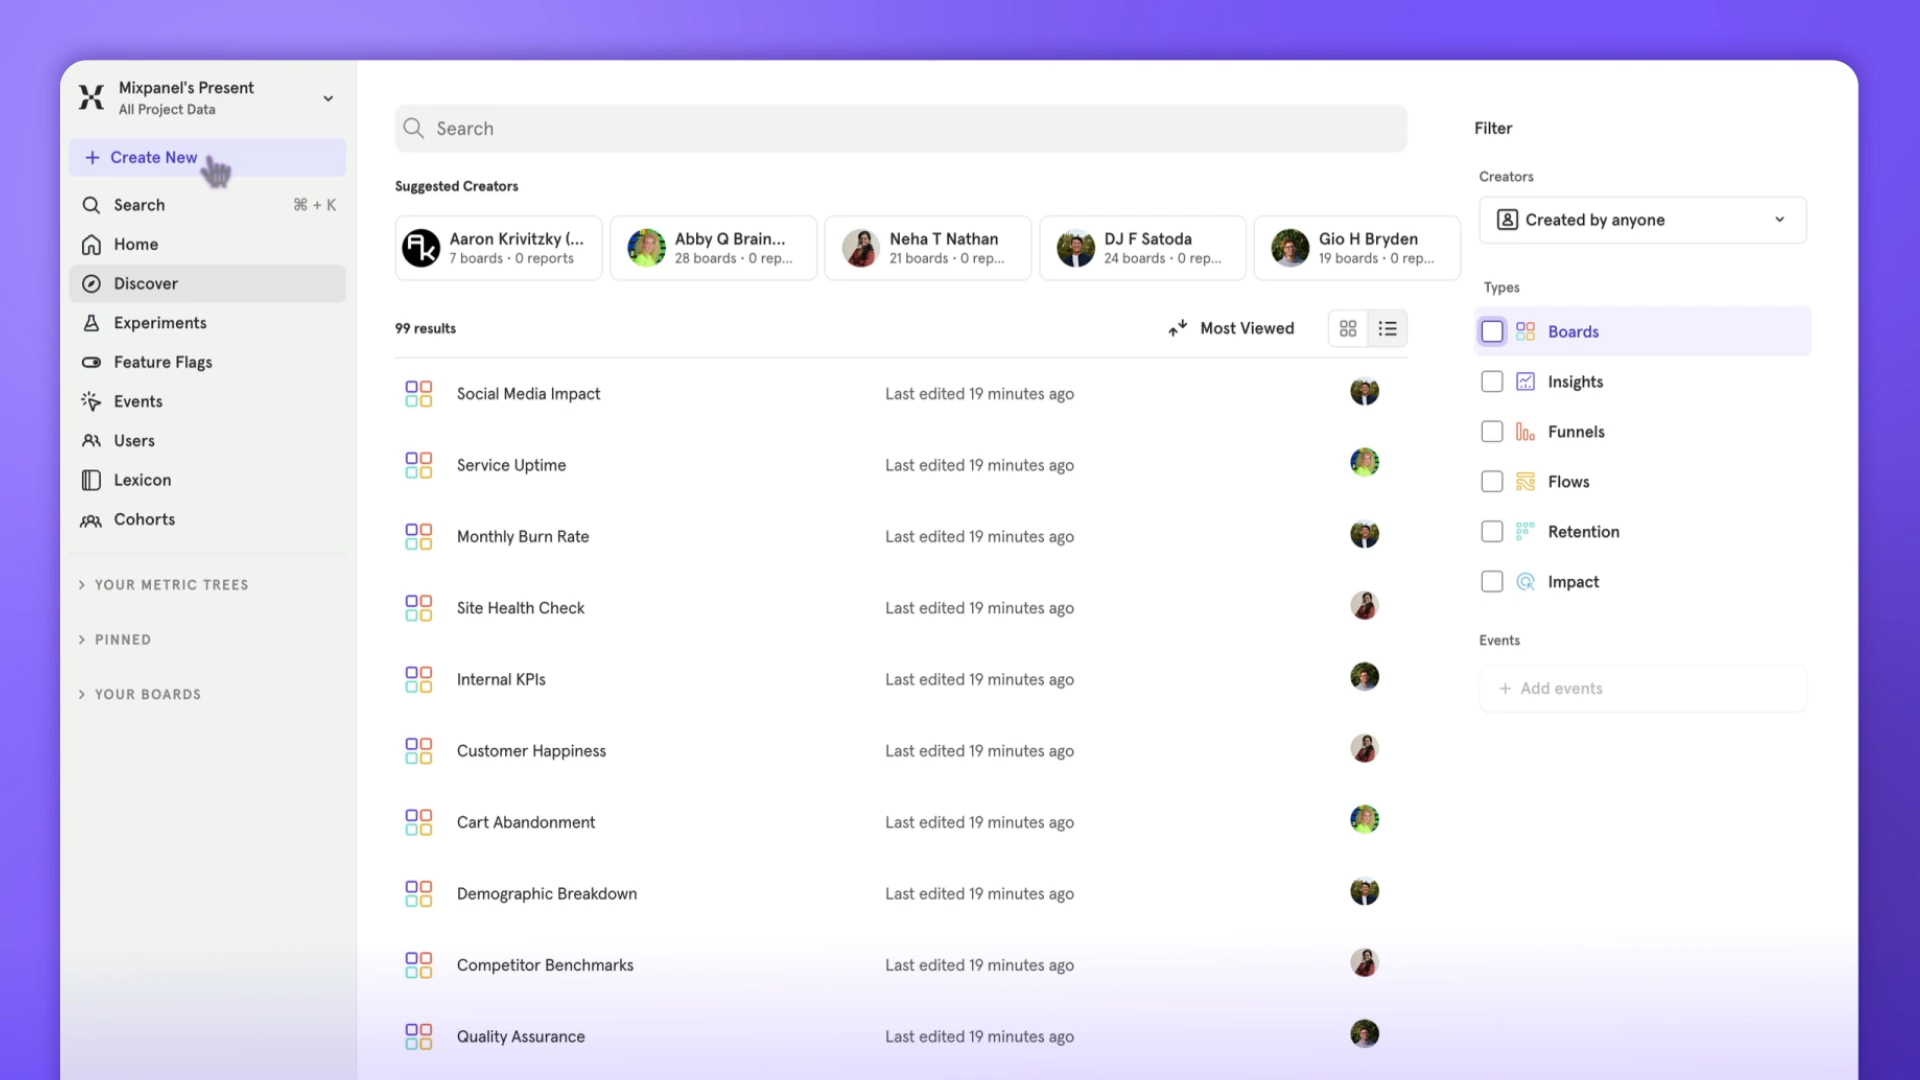 Mixpanel's Present
All Project Data
+ Create New
Search ⌘ + K
Home
Discover
Experiments
Feature Flags
Events
Users
Lexicon
Cohorts
YOUR METRIC TREES
PINNED
YOUR BOARDS
Search
Suggested Creators
Aaron Krivitzky (...
7 boards • 0 reports
Abby Q Brain...
28 boards • 0 rep...
Neha T Nathan
21 boards • 0 rep...
DJ F Satoda
24 boards • 0 rep...
Gio H Bryden
19 boards • 0 rep...
99 results
Most Viewed
Social Media Impact Last edited 19 minutes ago
Service Uptime Last edited 19 minutes ago
Monthly Burn Rate Last edited 19 minutes ago
Site Health Check Last edited 19 minutes ago
Internal KPIs Last edited 19 minutes ago
Customer Happiness Last edited 19 minutes ago
Cart Abandonment Last edited 19 minutes ago
Demographic Breakdown Last edited 19 minutes ago
Competitor Benchmarks Last edited 19 minutes ago
Quality Assurance Last edited 19 minutes ago
Filter
Creators
Created by anyone
Types
Boards
Insights
Funnels
Flows
Retention
Impact
Events
+ Add events